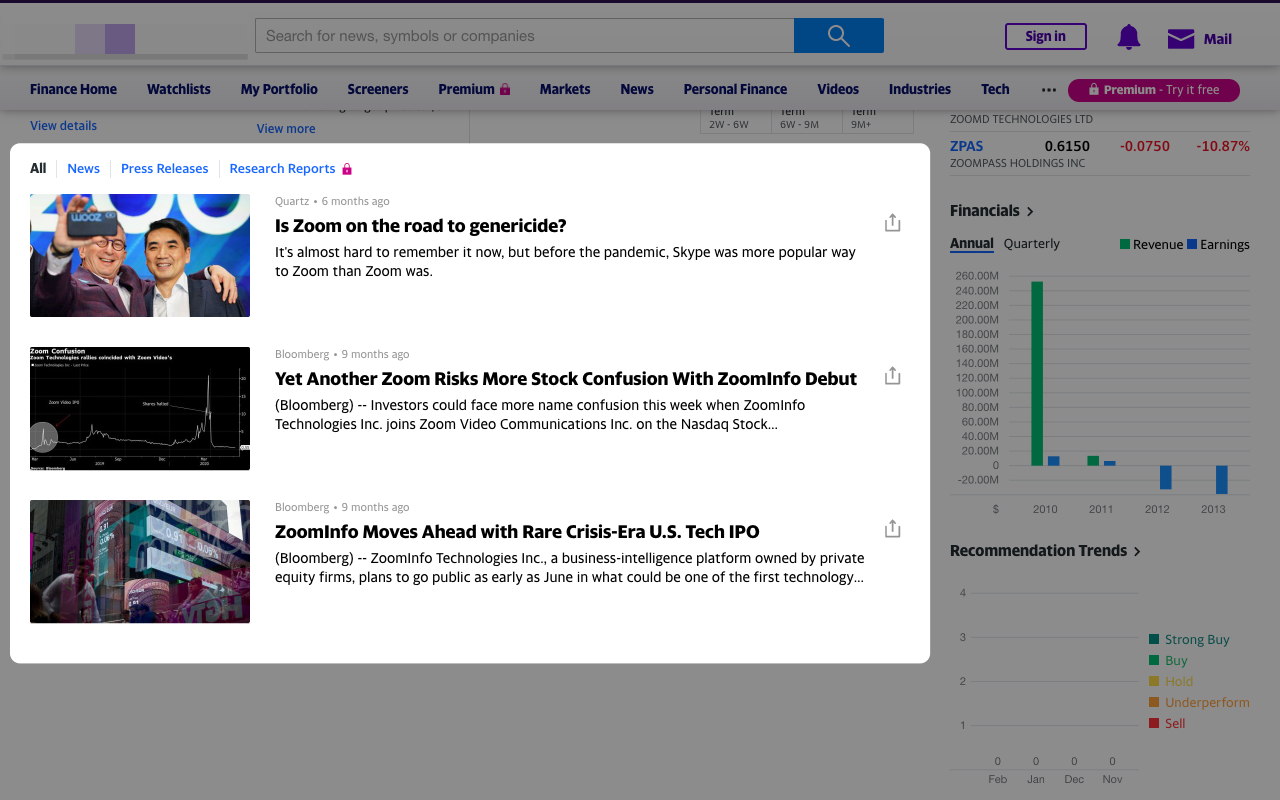 Search for news, symbols or companies
Sign in
Mail
Finance Home
Watchlists
My Portfolio
Screeners
Premium
Markets
News
Personal Finance
Videos
Industries
Tech
Premium - Try it free
View details
View more
Term
2W - 6W
Term
6W - 9M
Term
9M+
ZOOMD TECHNOLOGIES LTD
ZPAS 0.6150 -0.0750 -10.87%
ZOOMPASS HOLDINGS INC
All
News
Press Releases
Research Reports
Quartz • 6 months ago
Is Zoom on the road to genericide?
It's almost hard to remember it now, but before the pandemic, Skype was more popular way
to Zoom than Zoom was.
Zoom Confusion
Zoom Technologies rallies coincided with Zoom Video's
Zoom Video IPO
Shares halted
Mar Jun Sep Dec Mar
2019 2020
Source: Bloomberg
Bloomberg • 9 months ago
Yet Another Zoom Risks More Stock Confusion With ZoomInfo Debut
(Bloomberg) -- Investors could face more name confusion this week when ZoomInfo
Technologies Inc. joins Zoom Video Communications Inc. on the Nasdaq Stock...
Bloomberg • 9 months ago
ZoomInfo Moves Ahead with Rare Crisis-Era U.S. Tech IPO
(Bloomberg) -- ZoomInfo Technologies Inc., a business-intelligence platform owned by private
equity firms, plans to go public as early as June in what could be one of the first technology...
0.91
0.09%
Financials
Annual
Quarterly
Revenue
Earnings
260.00M
240.00M
220.00M
200.00M
180.00M
160.00M
140.00M
120.00M
100.00M
80.00M
60.00M
40.00M
20.00M
0
-20.00M
$ 2010 2011 2012 2013
Recommendation Trends
4
3
2
1
Strong Buy
Buy
Hold
Underperform
Sell
0 0 0 0
Feb Jan Dec Nov